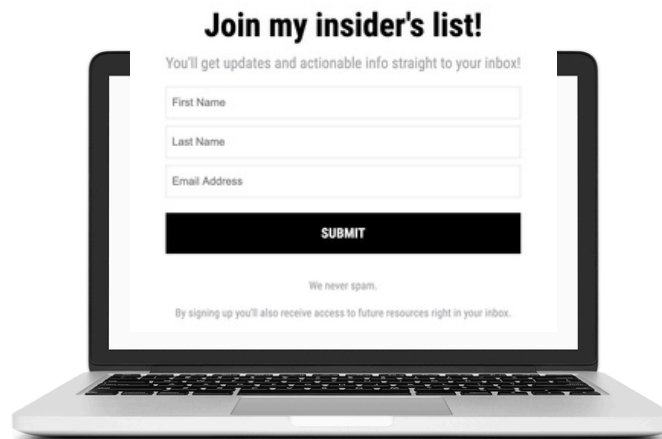 Join my insider's list!
You'll get updates and actionable info straight to your inbox!
First Name
Last Name
Email Address
SUBMIT
We never spam.
By signing up you'll also receive access to future resources right in your inbox.